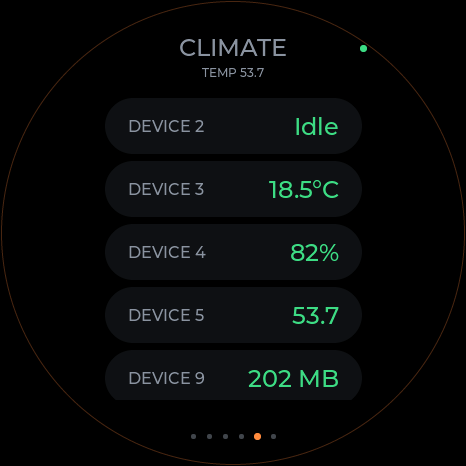 CLIMATE
TEMP 53.7
DEVICE 2 Idle
DEVICE 3 18.5°C
DEVICE 4 82%
DEVICE 5 53.7
DEVICE 9 202 MB